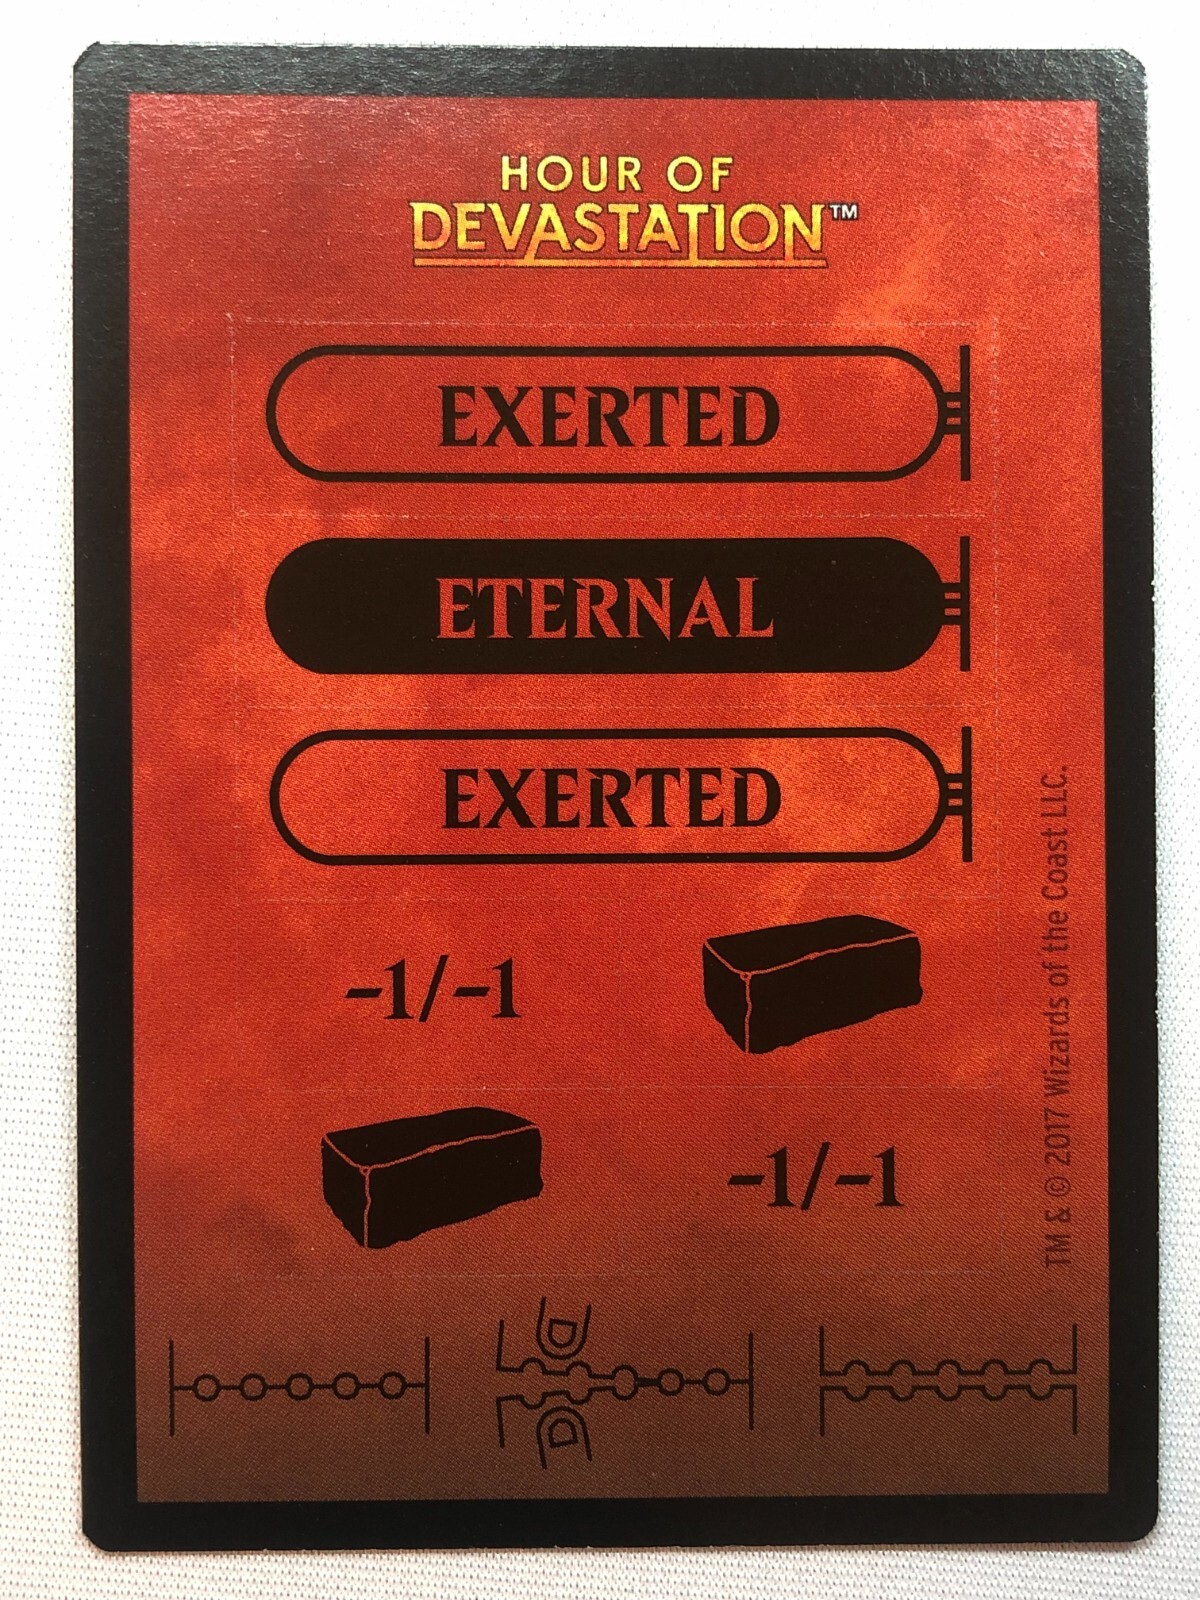 HOUR OF
DEVASTATION™
EXERTED
ETERNAL
EXERTED
-1/-1
-1/-1
TM & © 2017 Wizards of the Coast LLC.